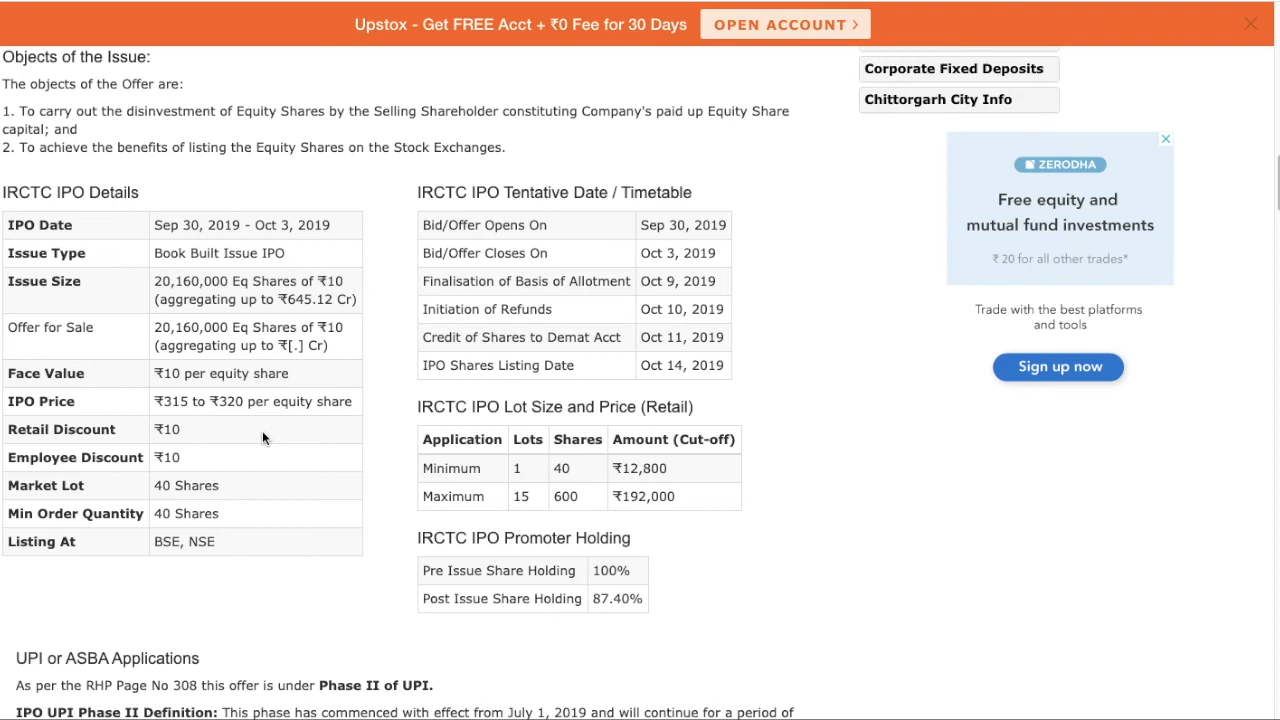 Upstox - Get FREE Acct + ₹0 Fee for 30 Days OPEN ACCOUNT
Objects of the Issue:
The objects of the Offer are:
1. To carry out the disinvestment of Equity Shares by the Selling Shareholder constituting Company's paid up Equity Share
capital; and
2. To achieve the benefits of listing the Equity Shares on the Stock Exchanges.
IRCTC IPO Details
IPO Date Sep 30, 2019 - Oct 3, 2019
Issue Type Book Built Issue IPO
Issue Size 20,160,000 Eq Shares of ₹10
(aggregating up to ₹645.12 Cr)
Offer for Sale 20,160,000 Eq Shares of ₹10
(aggregating up to ₹[.] Cr)
Face Value ₹10 per equity share
IPO Price ₹315 to ₹320 per equity share
Retail Discount ₹10
Employee Discount ₹10
Market Lot 40 Shares
Min Order Quantity 40 Shares
Listing At BSE, NSE
IRCTC IPO Tentative Date / Timetable
Bid/Offer Opens On Sep 30, 2019
Bid/Offer Closes On Oct 3, 2019
Finalisation of Basis of Allotment Oct 9, 2019
Initiation of Refunds Oct 10, 2019
Credit of Shares to Demat Acct Oct 11, 2019
IPO Shares Listing Date Oct 14, 2019
IRCTC IPO Lot Size and Price (Retail)
Application Lots Shares Amount (Cut-off)
Minimum 1 40 ₹12,800
Maximum 15 600 ₹192,000
IRCTC IPO Promoter Holding
Pre Issue Share Holding 100%
Post Issue Share Holding 87.40%
UPI or ASBA Applications
As per the RHP Page No 308 this offer is under Phase II of UPI.
IPO UPI Phase II Definition: This phase has commenced with effect from July 1, 2019 and will continue for a period of
Corporate Fixed Deposits
Chittorgarh City Info
ZERODHA
Free equity and
mutual fund investments
₹ 20 for all other trades*
Trade with the best platforms
and tools
Sign up now